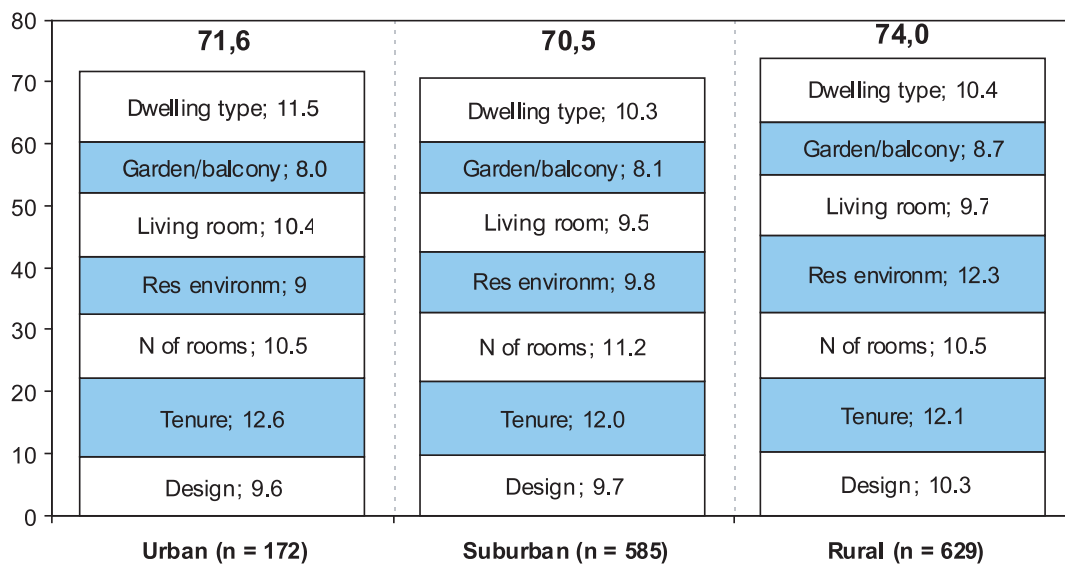 80
70
60
50
40
30
20
10
0
71,6
Dwelling type; 11.5
Garden/balcony; 8.0
Living room; 10.4
Res environm; 9
N of rooms; 10.5
Tenure; 12.6
Design; 9.6
Urban (n = 172)
70,5
Dwelling type; 10.3
Garden/balcony; 8.1
Living room; 9.5
Res environm; 9.8
N of rooms; 11.2
Tenure; 12.0
Design; 9.7
Suburban (n = 585)
74,0
Dwelling type; 10.4
Garden/balcony; 8.7
Living room; 9.7
Res environm; 12.3
N of rooms; 10.5
Tenure; 12.1
Design; 10.3
Rural (n = 629)